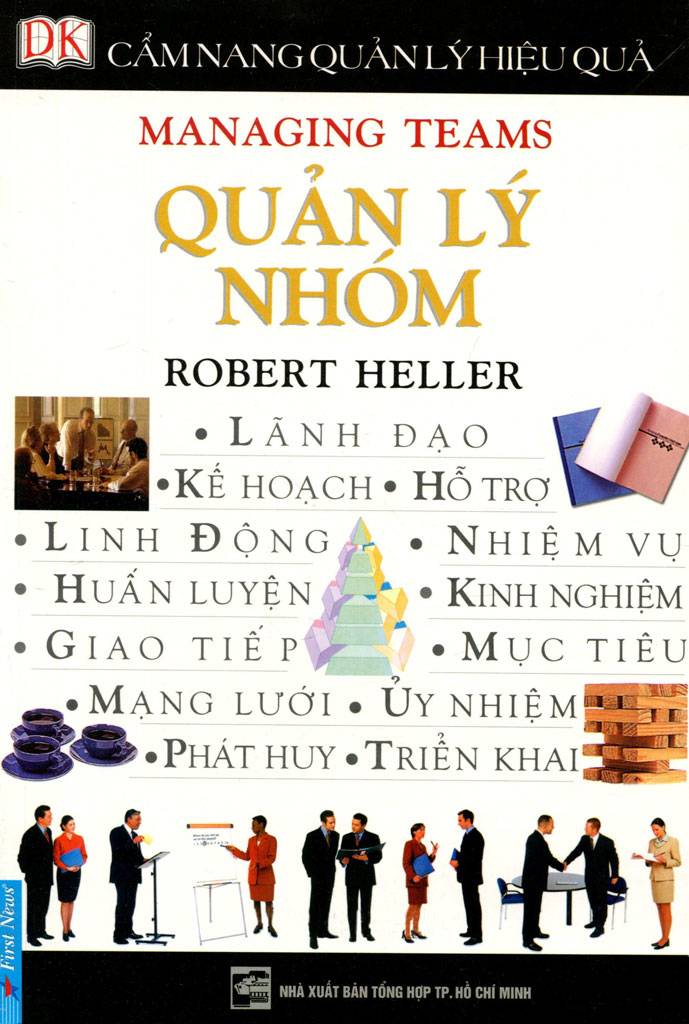 DK
CẨM NANG QUẢN LÝ HIỆU QUẢ
MANAGING TEAMS
QUẢN LÝ
NHÓM
ROBERT HELLER
• LÃNH ĐẠO
• KẾ HOẠCH • HỖ TRỢ
• LINH ĐỘNG • NHIỆM VỤ
• HUẤN LUYỆN • KINH NGHIỆM
• GIAO TIẾP • MỤC TIÊU
• MẠNG LƯỚI • ỦY NHIỆM
• PHÁT HUY • TRIỂN KHAI
First News®
NHÀ XUẤT BẢN TỔNG HỢP TP. HỒ CHÍ MINH